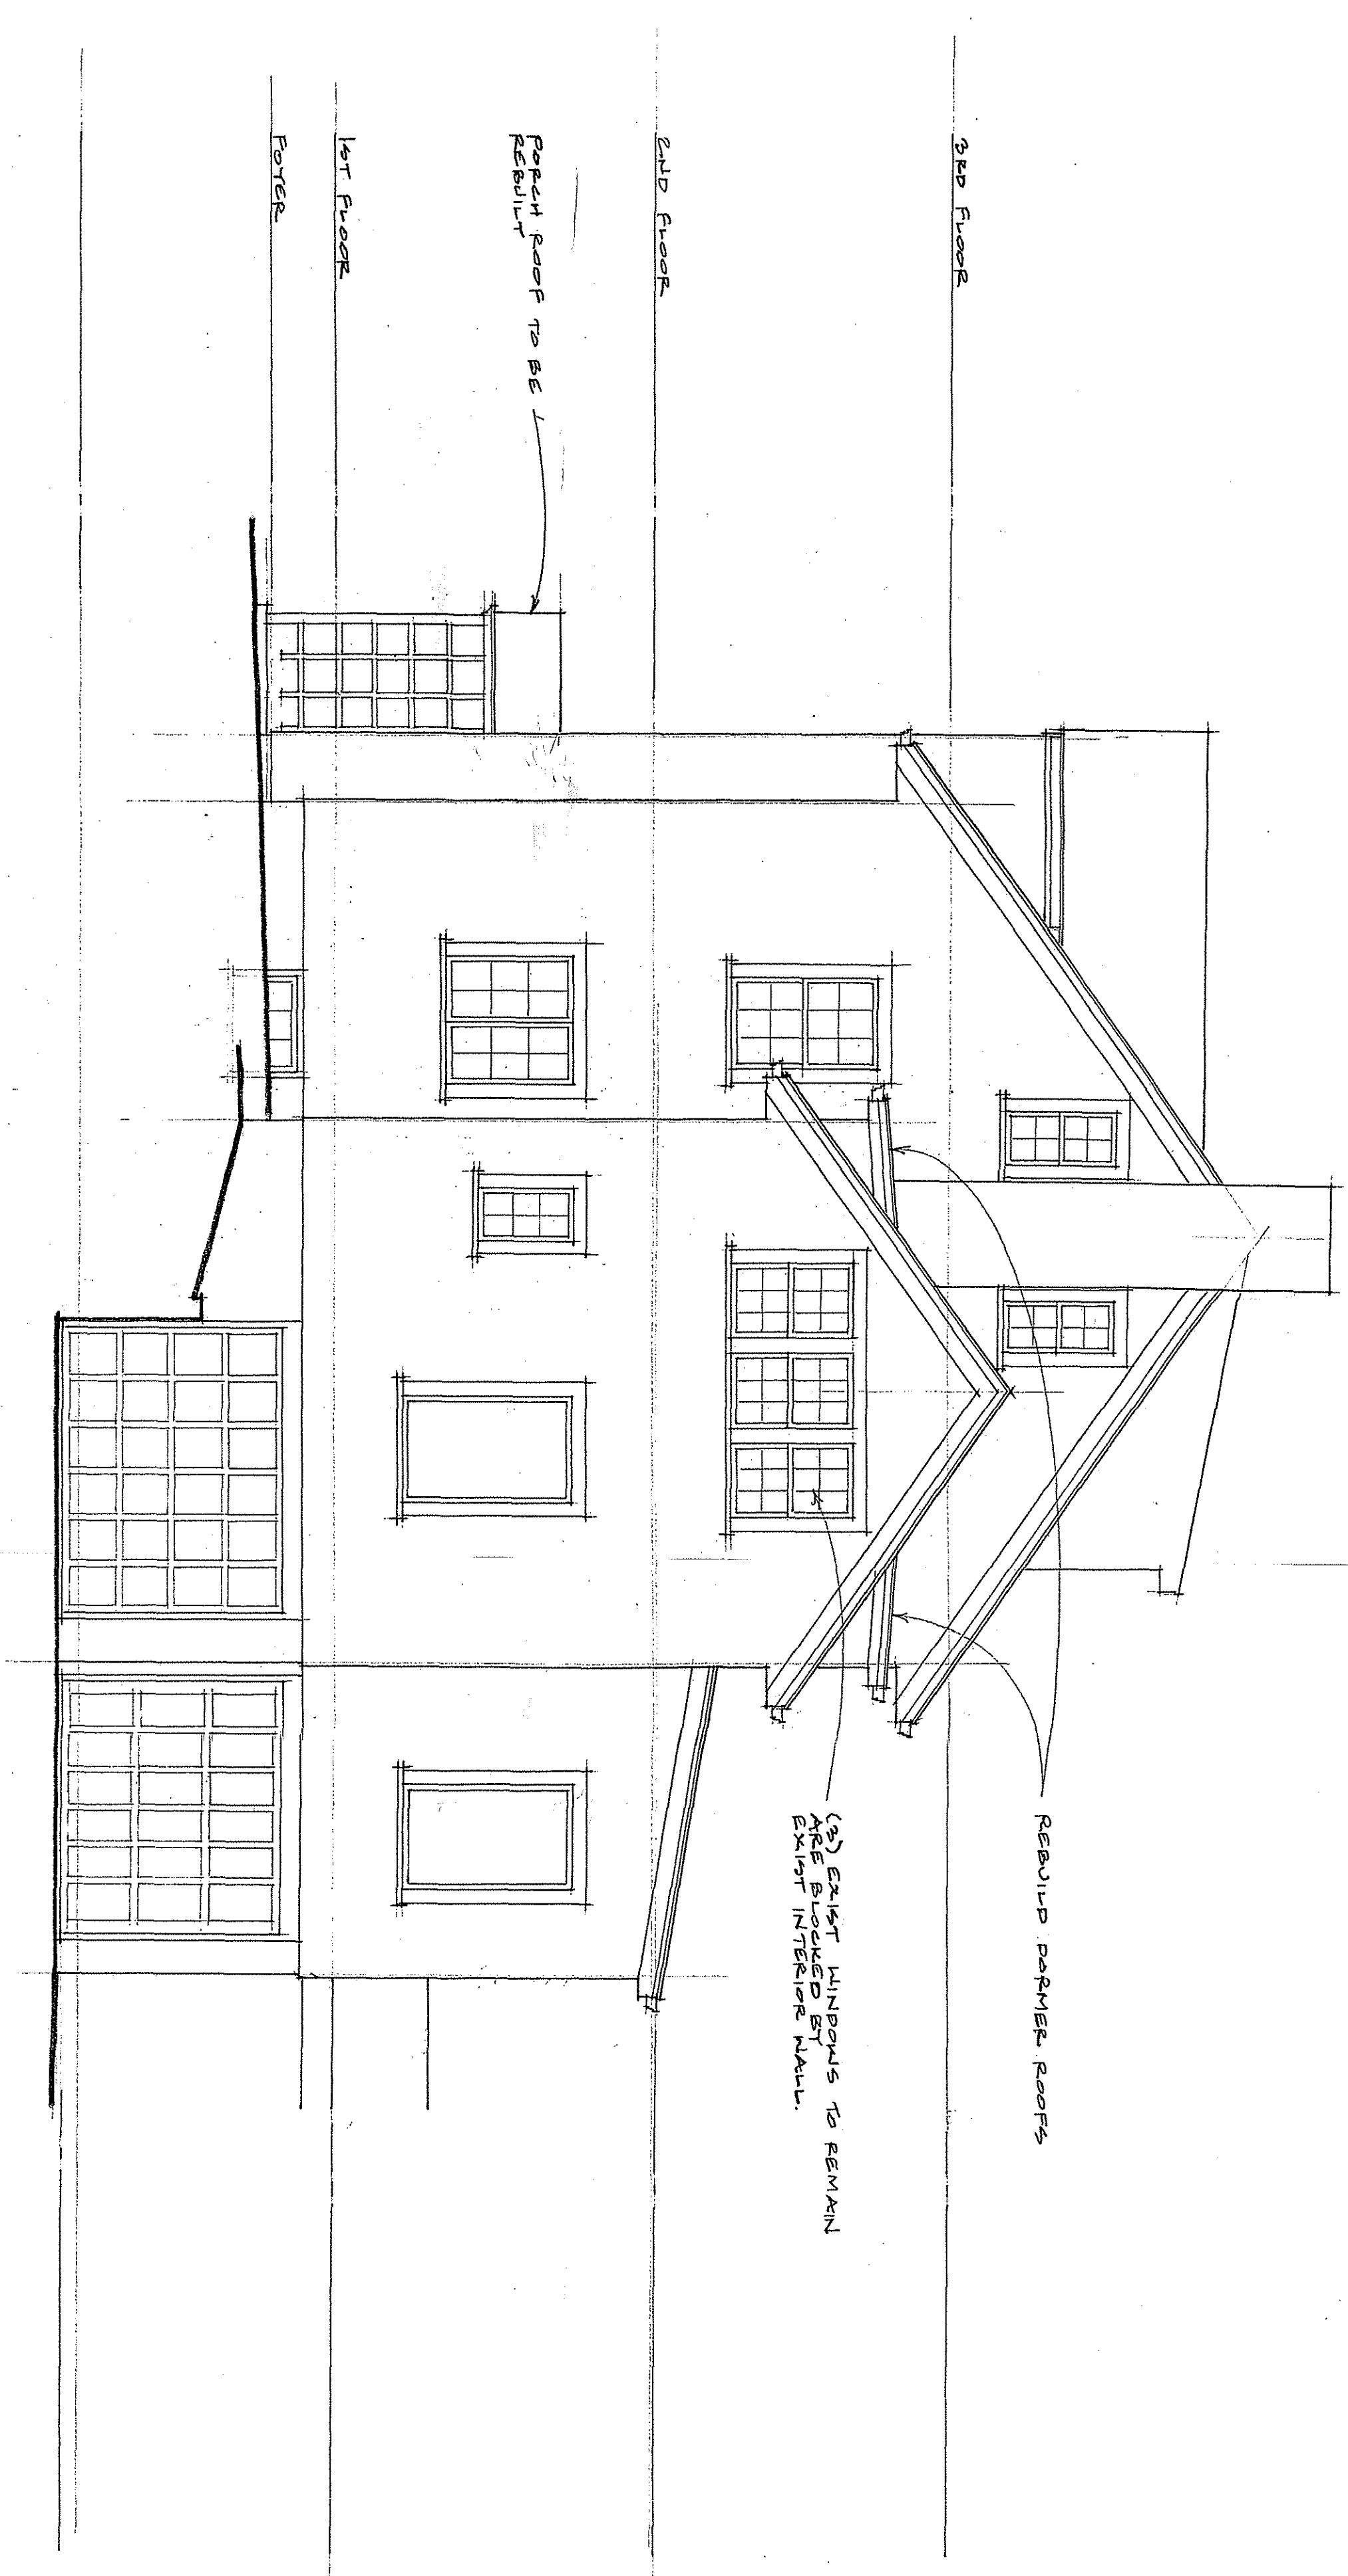 3RD FLOOR
REBUILD DORMER ROOFS
(3) EXIST WINDOWS TO REMAIN
ARE BLOCKED BY
EXIST INTERIOR WALL.
2ND FLOOR
PORCH ROOF TO BE
REBUILT
1ST FLOOR
FOYER